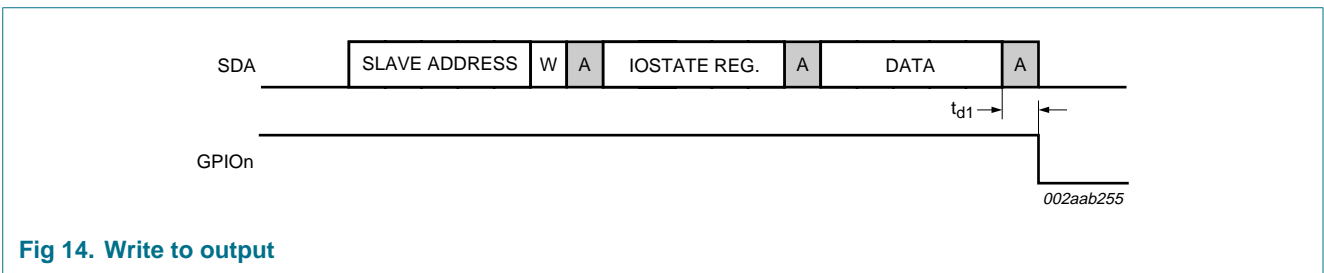 SDA SLAVE ADDRESS W A IOSTATE REG. A DATA A
td1
GPIOn
002aab255
Fig 14. Write to output